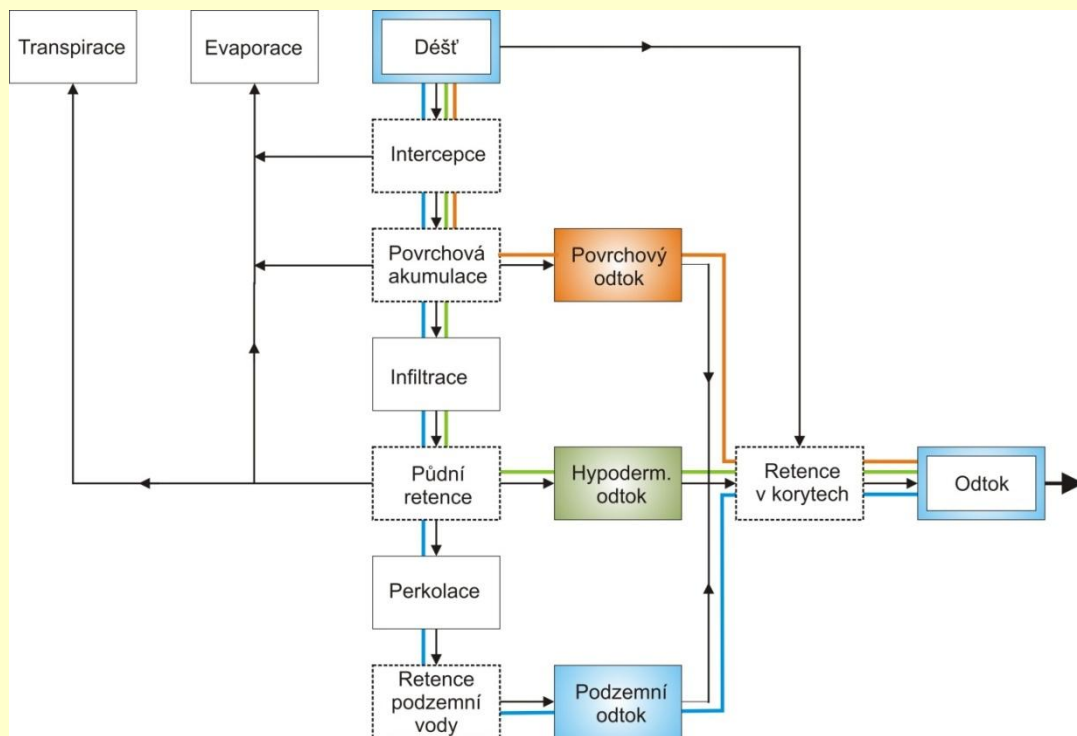 Transpirace
Evaporace
Déšť
Intercepce
Povrchová
akumulace
Povrchový
odtok
Infiltrace
Půdní
retence
Hypoderm.
odtok
Retence
v korytech
Odtok
Perkolace
Retence
podzemní
vody
Podzemní
odtok